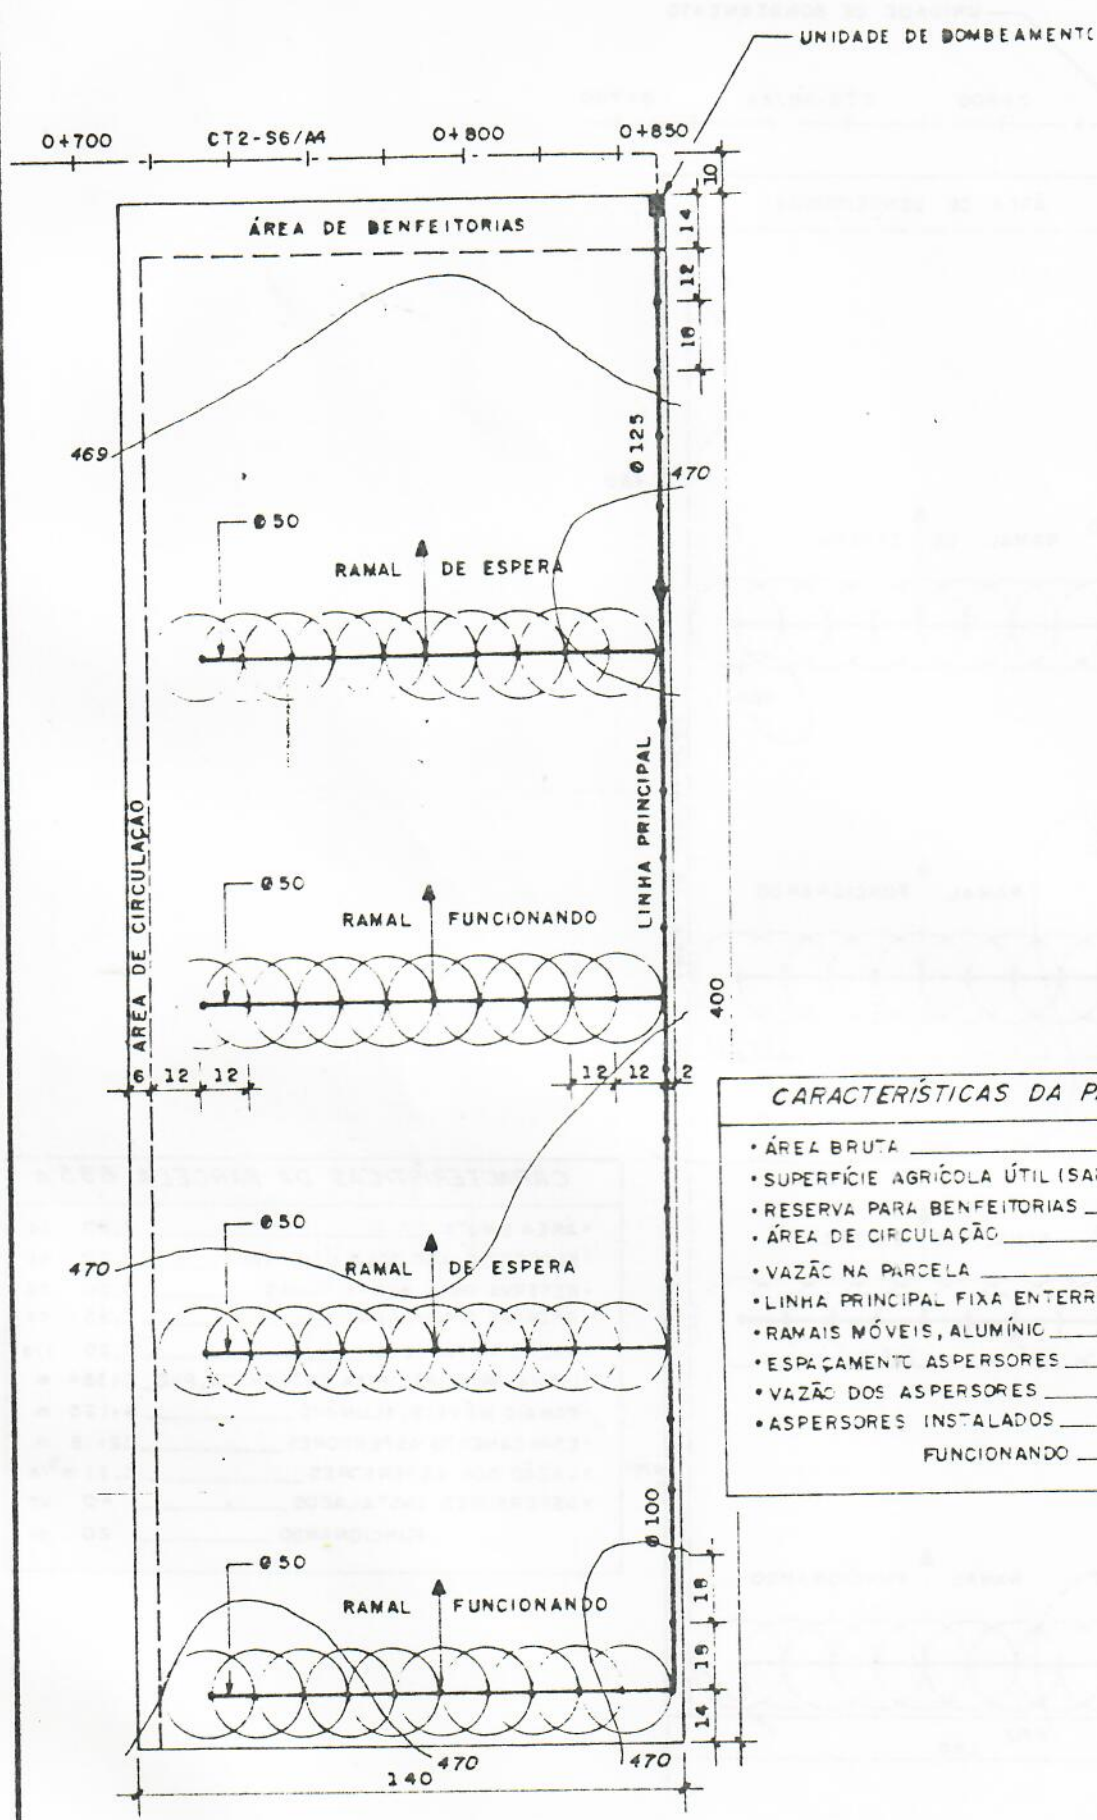 UNIDADE DE BOMBEAMENTO
0+700 CT2-S6/A4 0+800 0+850
10
ÁREA DE BENFEITORIAS
14
12
18
469
Ø 125
470
Ø 50
RAMAL DE ESPERA
LINHA PRINCIPAL
ÁREA DE CIRCULAÇÃO
Ø 50
RAMAL FUNCIONANDO
400
6 12 12 12 12 2
CARACTERÍSTICAS DA P
• ÁREA BRUTA
• SUPERFÍCIE AGRÍCOLA ÚTIL (SA
• RESERVA PARA BENFEITORIAS
• ÁREA DE CIRCULAÇÃO
• VAZÃO NA PARCELA
• LINHA PRINCIPAL FIXA ENTERR
• RAMAIS MÓVEIS, ALUMÍNIO
• ESPAÇAMENTO ASPERSORES
• VAZÃO DOS ASPERSORES
• ASPERSORES INSTALADOS
FUNCIONANDO
Ø 50
470
RAMAL DE ESPERA
Ø 100
Ø 50
RAMAL FUNCIONANDO
18
18
14
470
470
140